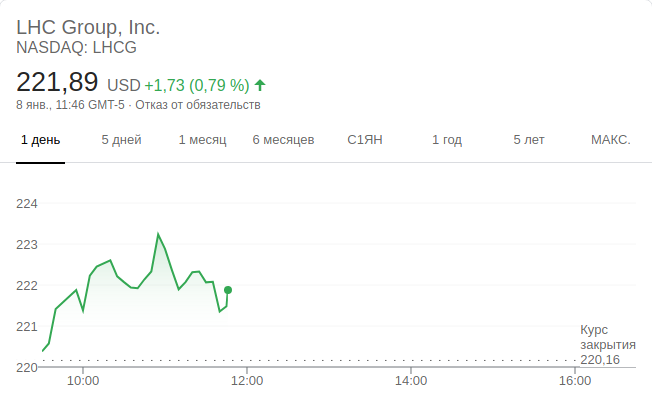 LHC Group, Inc.
NASDAQ: LHCG
221,89 USD +1,73 (0,79 %)
8 янв., 11:46 GMT-5 · Отказ от обязательств
1 день 5 дней 1 месяц 6 месяцев С1ЯН 1 год 5 лет МАКС.
224
223
222
221
220
Курс
закрытия
220,16
10:00 12:00 14:00 16:00